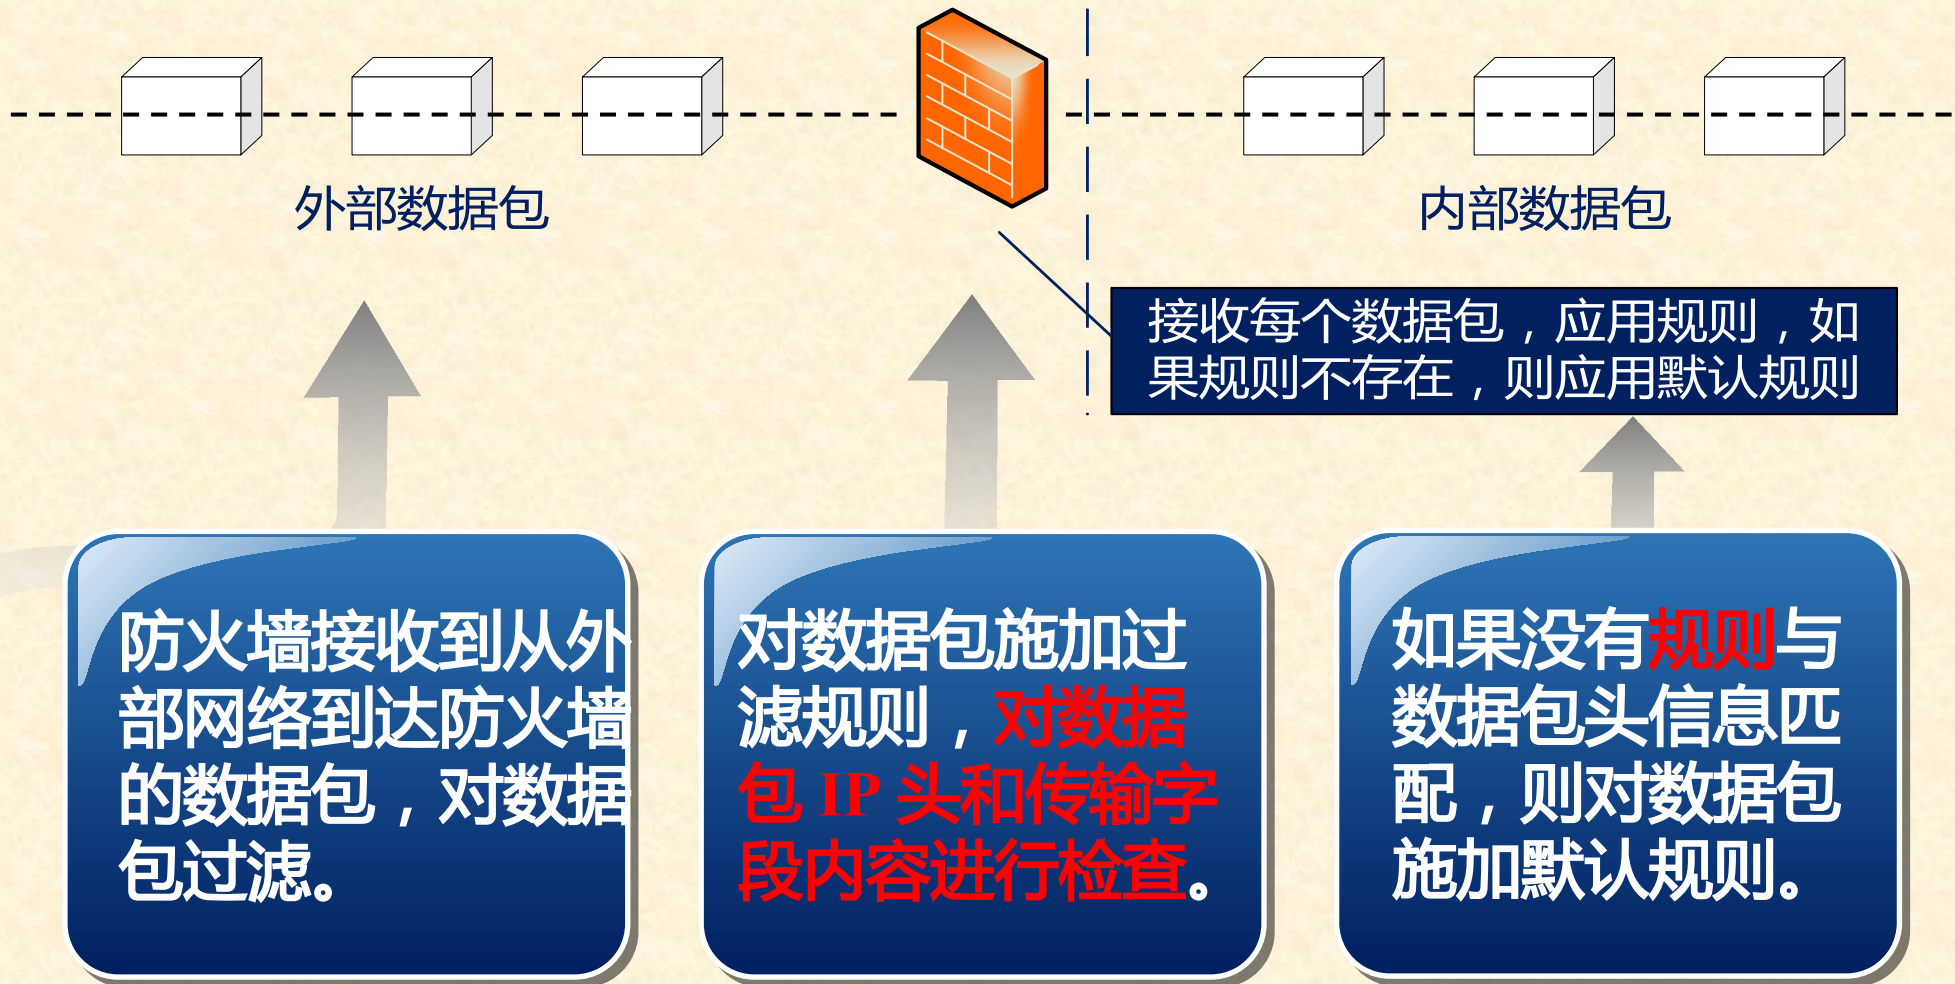 外部数据包
内部数据包
接收每个数据包，应用规则，如
果规则不存在，则应用默认规则
防火墙接收到从外
部网络到达防火墙
的数据包，对数据
包过滤。
对数据包施加过
滤规则，对数据
包 IP 头和传输字
段内容进行检查。
如果没有规则与
数据包头信息匹
配，则对数据包
施加默认规则。